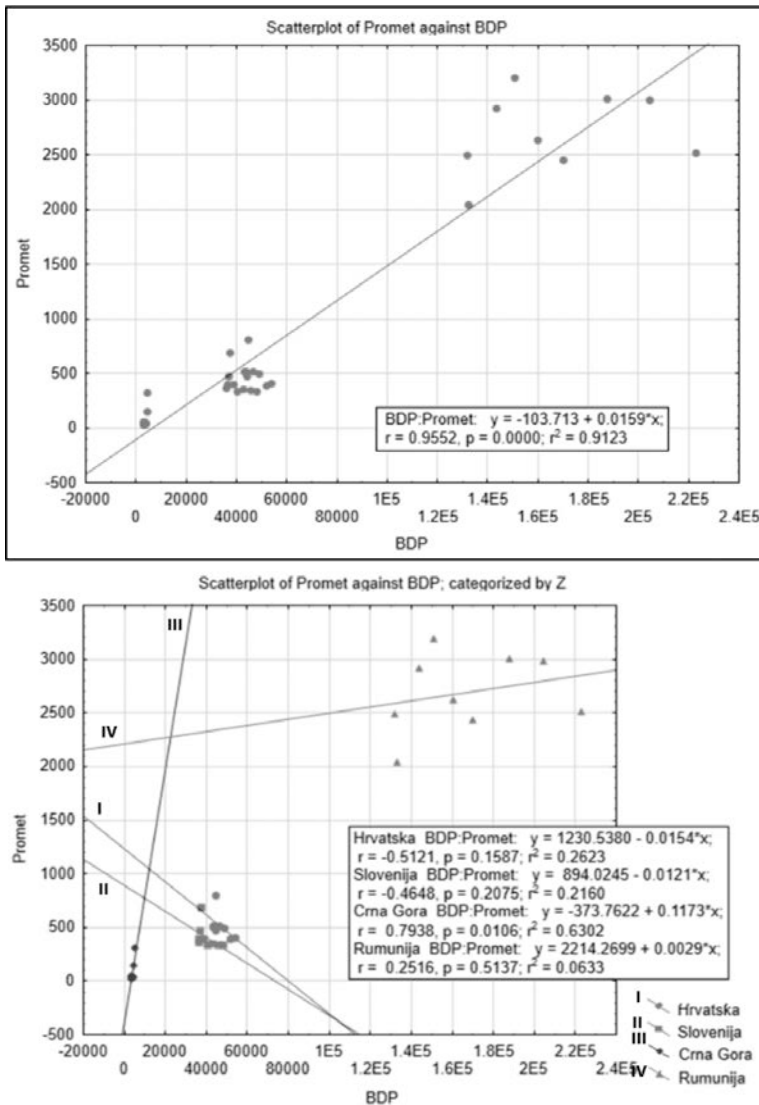 Scatterplot of Promet against BDP
3500
3000
2500
2000
1500
1000
500
0
-500
Promet
BDP:Promet: y = -103.713 + 0.0159*x;
r = 0.9552, p = 0.0000; r² = 0.9123
-20000 20000 60000 1E5 1.4E5 1.8E5 2.2E5
0 40000 80000 1.2E5 1.6E5 2E5 2.4E5
BDP
Scatterplot of Promet against BDP; categorized by Z
3500
3000
2500
2000
1500
1000
500
0
-500
Promet
III
IV
I
II
Hrvatska BDP:Promet: y = 1230.5380 - 0.0154*x;
r = -0.5121, p = 0.1587; r² = 0.2623
Slovenija BDP:Promet: y = 894.0245 - 0.0121*x;
r = -0.4648, p = 0.2075; r² = 0.2160
Crna Gora BDP:Promet: y = -373.7622 + 0.1173*x;
r = 0.7938, p = 0.0106; r² = 0.6302
Rumunija BDP:Promet: y = 2214.2699 + 0.0029*x;
r = 0.2516, p = 0.5137; r² = 0.0633
-20000 20000 60000 1E5 1.4E5 1.8E5 2.2E5
0 40000 80000 1.2E5 1.6E5 2E5 2.4E5
BDP
I Hrvatska
II Slovenija
III Crna Gora
IV Rumunija